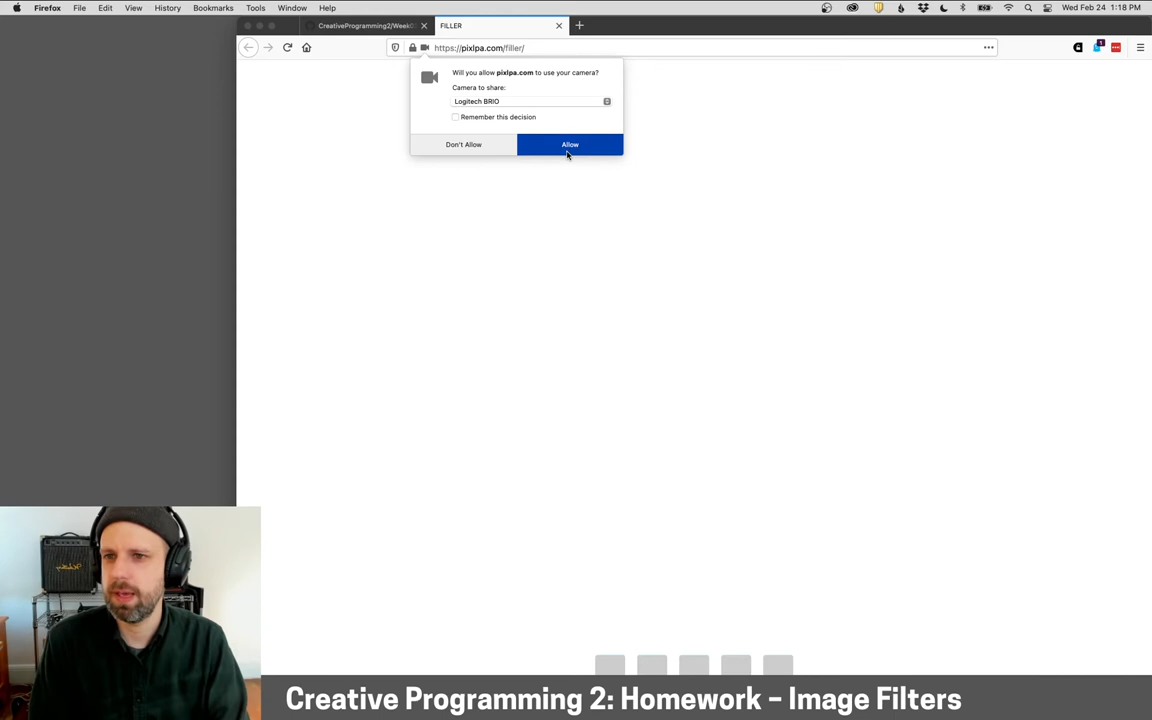 Firefox File Edit View History Bookmarks Tools Window Help Wed Feb 24 1:18 PM
CreativeProgramming2/Week0 FILLER
https://pixlpa.com/filler/
Will you allow pixlpa.com to use your camera?
Camera to share:
Logitech BRIO
Remember this decision
Don't Allow Allow
Creative Programming 2: Homework – Image Filters